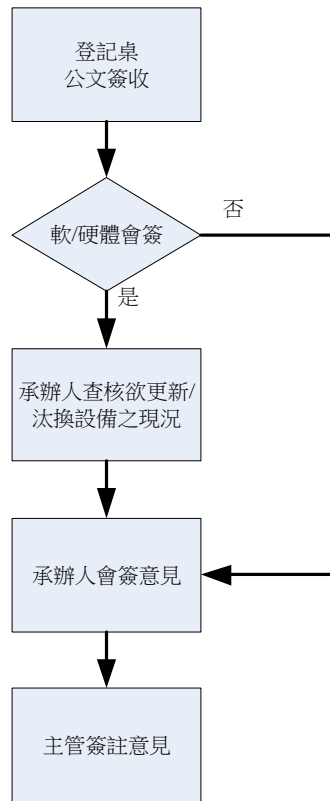 登記桌
公文簽收
軟/硬體會簽
否
是
承辦人查核欲更新/
汰換設備之現況
承辦人會簽意見
主管簽註意見